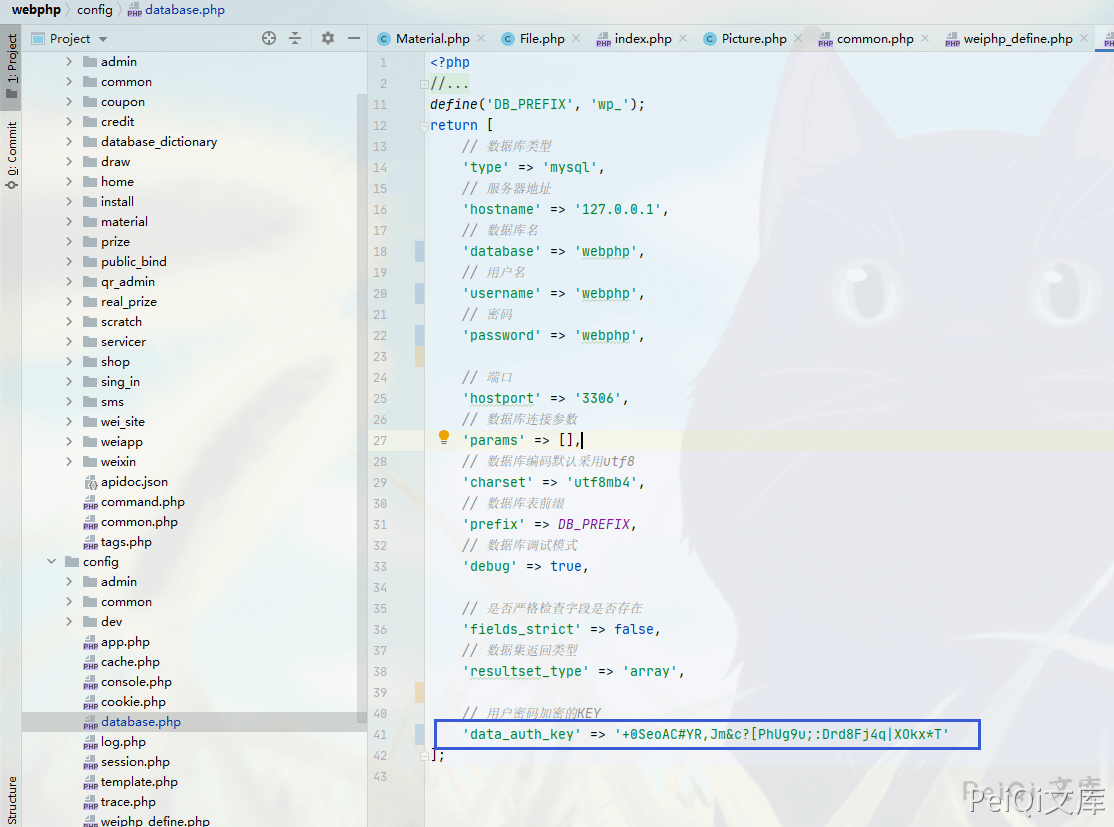 webphp
config
database.php
Project
Material.php
File.php
index.php
Picture.php
common.php
weiphp_define.php
1: Project
0: Commit
Structure
admin
common
coupon
credit
database_dictionary
draw
home
install
material
prize
public_bind
qr_admin
real_prize
scratch
servicer
shop
sing_in
sms
wei_site
weiapp
weixin
apidoc.json
command.php
common.php
tags.php
config
admin
common
dev
app.php
cache.php
console.php
cookie.php
database.php
log.php
session.php
template.php
trace.php
weiphp_define.php
1 <?php
2 //...
11 define('DB_PREFIX', 'wp_');
12 return [
13 // 数据库类型
14 'type' => 'mysql',
15 // 服务器地址
16 'hostname' => '127.0.0.1',
17 // 数据库名
18 'database' => 'webphp',
19 // 用户名
20 'username' => 'webphp',
21 // 密码
22 'password' => 'webphp',
23
24 // 端口
25 'hostport' => '3306',
26 // 数据库连接参数
27 'params' => [],
28 // 数据库编码默认采用utf8
29 'charset' => 'utf8mb4',
30 // 数据库表前缀
31 'prefix' => DB_PREFIX,
32 // 数据库调试模式
33 'debug' => true,
34
35 // 是否严格检查字段是否存在
36 'fields_strict' => false,
37 // 数据集返回类型
38 'resultset_type' => 'array',
39
40 // 用户密码加密的KEY
41 'data_auth_key' => '+0SeoAC#YR,Jm&c?[PhUg9u;:Drd8Fj4q|XOkx*T'
42 ];
43
PeiQi文库
PeiQi文库